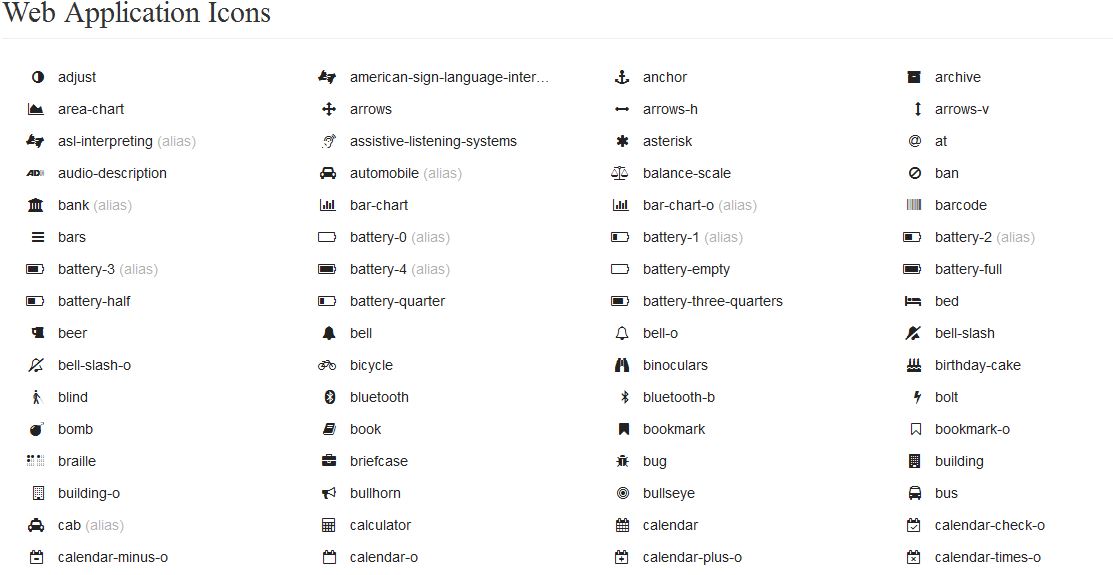 Web Application Icons
adjust american-sign-language-inter... anchor archive
area-chart arrows arrows-h arrows-v
asl-interpreting (alias) assistive-listening-systems asterisk at
audio-description automobile (alias) balance-scale ban
bank (alias) bar-chart bar-chart-o (alias) barcode
bars battery-0 (alias) battery-1 (alias) battery-2 (alias)
battery-3 (alias) battery-4 (alias) battery-empty battery-full
battery-half battery-quarter battery-three-quarters bed
beer bell bell-o bell-slash
bell-slash-o bicycle binoculars birthday-cake
blind bluetooth bluetooth-b bolt
bomb book bookmark bookmark-o
braille briefcase bug building
building-o bullhorn bullseye bus
cab (alias) calculator calendar calendar-check-o
calendar-minus-o calendar-o calendar-plus-o calendar-times-o